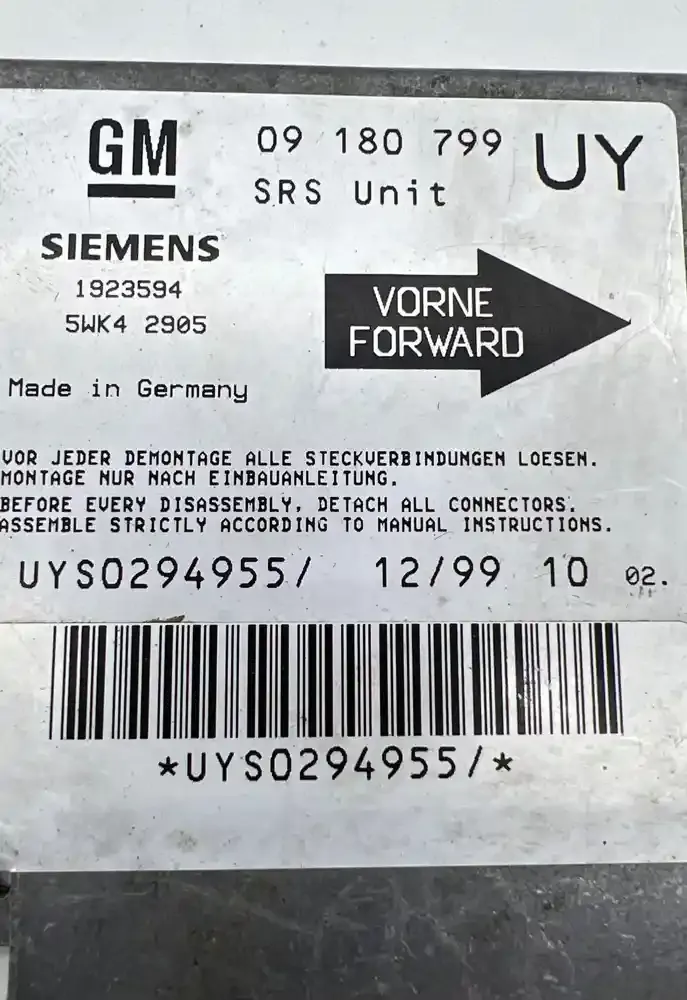 GM
09 180 799 UY
SRS Unit
SIEMENS
1923594
5WK4 2905
VORNE
FORWARD
Made in Germany
VOR JEDER DEMONTAGE ALLE STECKVERBINDUNGEN LOESEN.
MONTAGE NUR NACH EINBAUANLEITUNG.
BEFORE EVERY DISASSEMBLY, DETACH ALL CONNECTORS.
ASSEMBLE STRICTLY ACCORDING TO MANUAL INSTRUCTIONS.
UYS0294955/ 12/99 10 02.
*UYS0294955/*